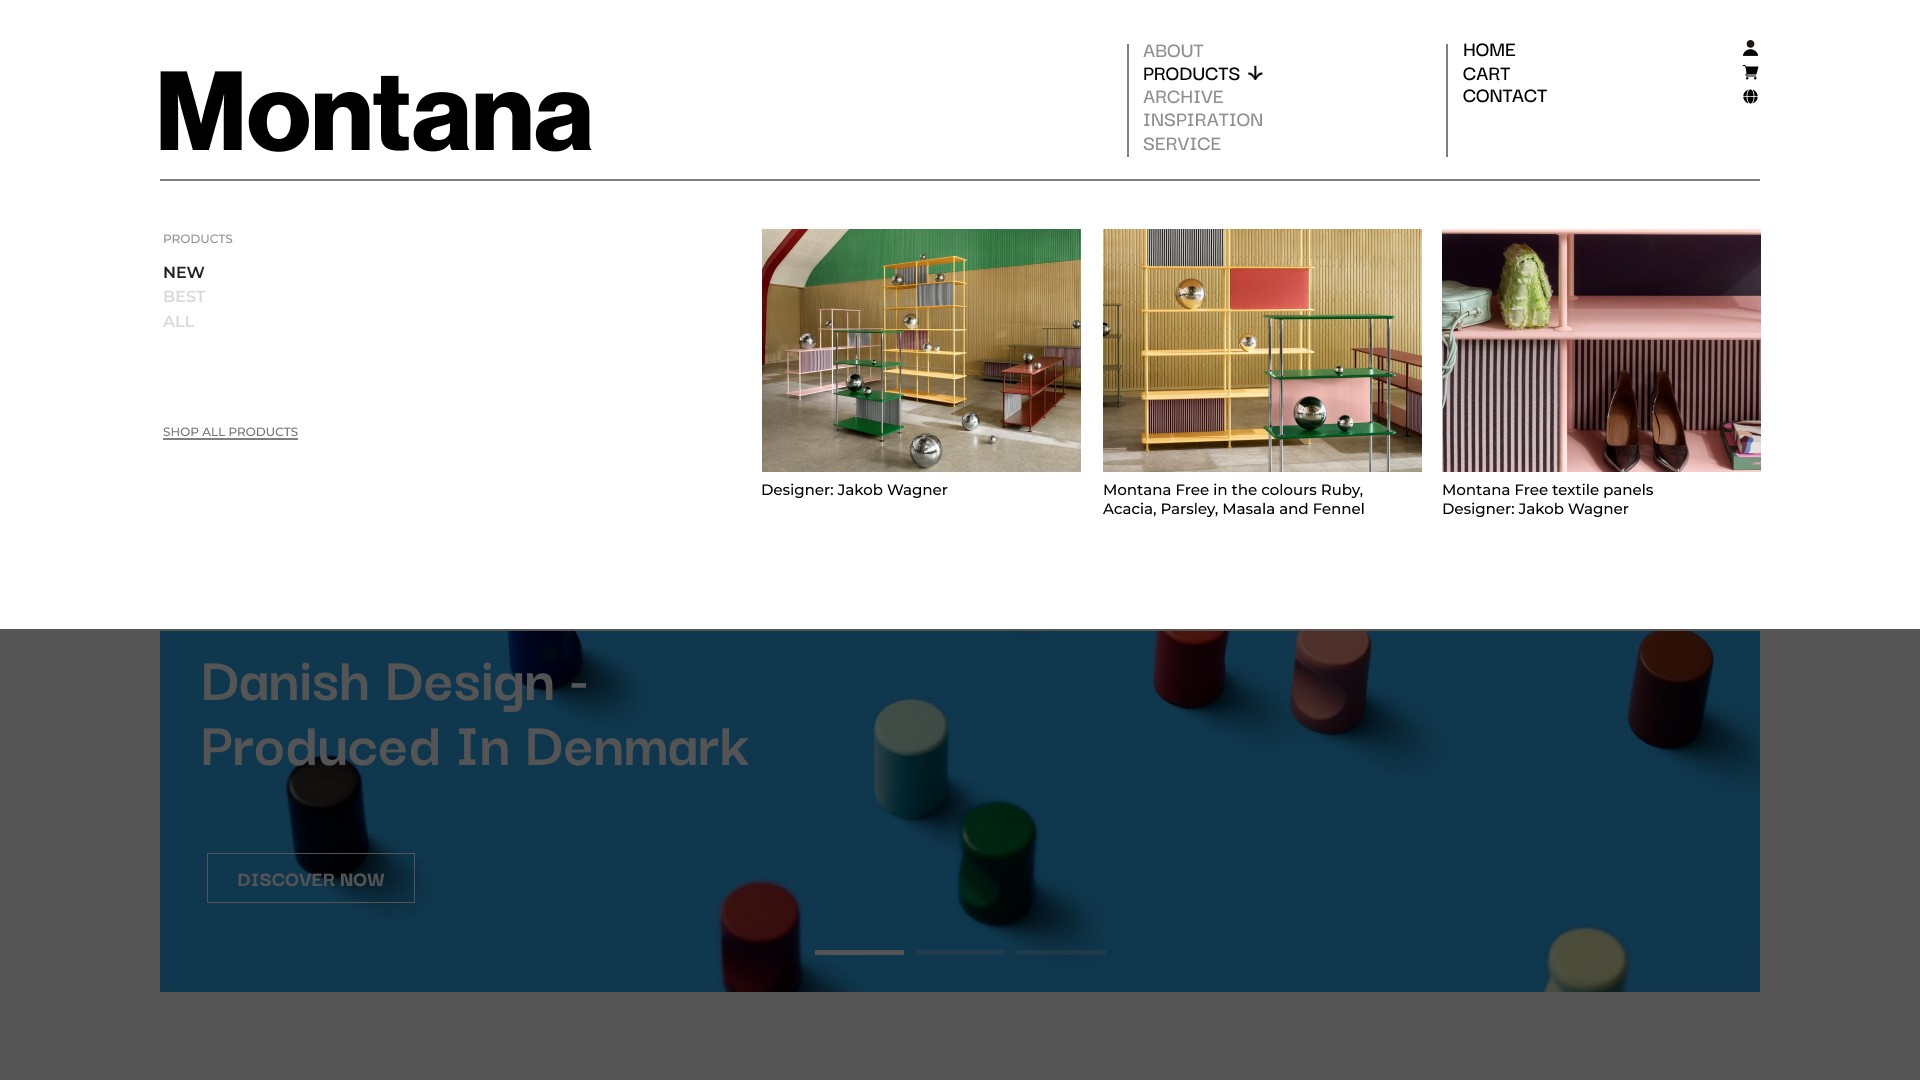 Montana
ABOUT
PRODUCTS
ARCHIVE
INSPIRATION
SERVICE
HOME
CART
CONTACT
PRODUCTS
NEW
BEST
ALL
SHOP ALL PRODUCTS
Designer: Jakob Wagner
Montana Free in the colours Ruby,
Acacia, Parsley, Masala and Fennel
Montana Free textile panels
Designer: Jakob Wagner
Danish Design -
Produced In Denmark
DISCOVER NOW